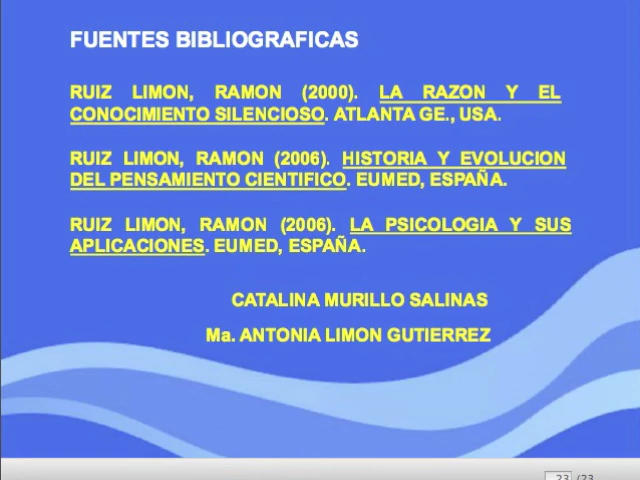 FUENTES BIBLIOGRAFICAS
RUIZ LIMON, RAMON (2000). LA RAZON Y EL
CONOCIMIENTO SILENCIOSO. ATLANTA GE., USA.
RUIZ LIMON, RAMON (2006). HISTORIA Y EVOLUCION
DEL PENSAMIENTO CIENTIFICO. EUMED, ESPAÑA.
RUIZ LIMON, RAMON (2006). LA PSICOLOGIA Y SUS
APLICACIONES. EUMED, ESPAÑA.
CATALINA MURILLO SALINAS
Ma. ANTONIA LIMON GUTIERREZ
23 /23